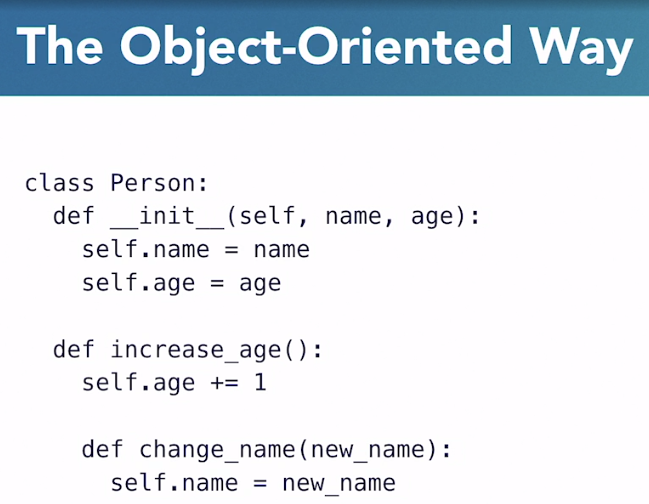 The Object-Oriented Way
class Person:
  def __init__(self, name, age):
    self.name = name
    self.age = age

  def increase_age():
    self.age += 1

    def change_name(new_name):
      self.name = new_name